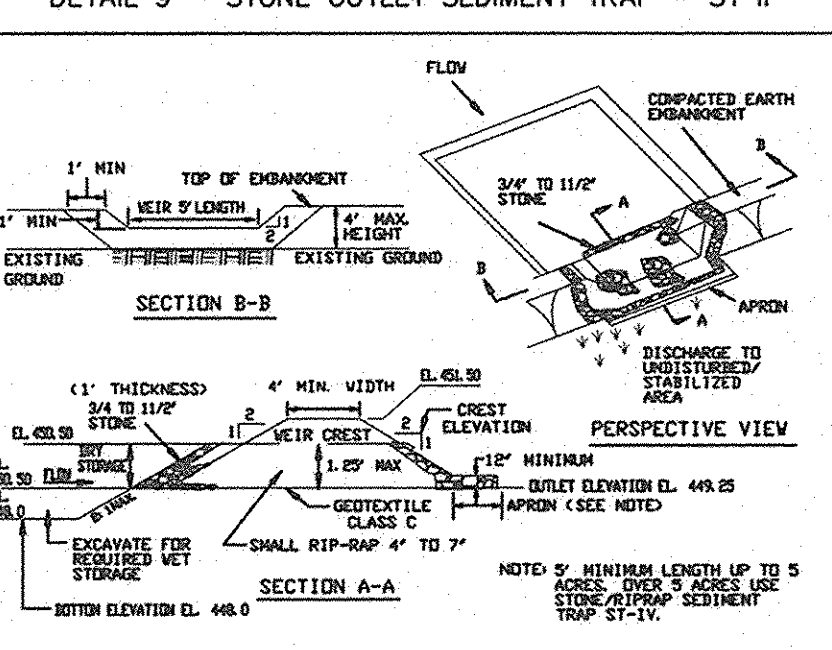 DETAIL 9 - STONE OUTLET SEDIMENT TRAP - ST II
FLOW
COMPACTED EARTH
EMBANKMENT
B
3/4" TO 11/2"
STONE
A
B
A
APRON
DISCHARGE TO
UNDISTURBED/
STABILIZED
AREA
PERSPECTIVE VIEW
1' MIN
TOP OF EMBANKMENT
1' MIN
WEIR 5' LENGTH
1
2
4' MAX.
HEIGHT
EXISTING
GROUND
EXISTING GROUND
SECTION B-B
(1' THICKNESS)
3/4 TO 11/2"
STONE
4' MIN. WIDTH
EL. 451.50
CREST
ELEVATION
2
1
2
1
EL. 450.50
DRY
STORAGE
WEIR CREST
1.25' MAX
12" MINIMUM
FLOW
OUTLET ELEVATION EL. 449.25
APRON (SEE NOTE)
GEOTEXTILE
CLASS C
EXCAVATE FOR
REQUIRED WET
STORAGE
SMALL RIP-RAP 4" TO 7"
SECTION A-A
BOTTOM ELEVATION EL. 448.0
NOTE: 5' MINIMUM LENGTH UP TO 5
ACRES. OVER 5 ACRES USE
STONE/RIPRAP SEDIMENT
TRAP ST-IV.